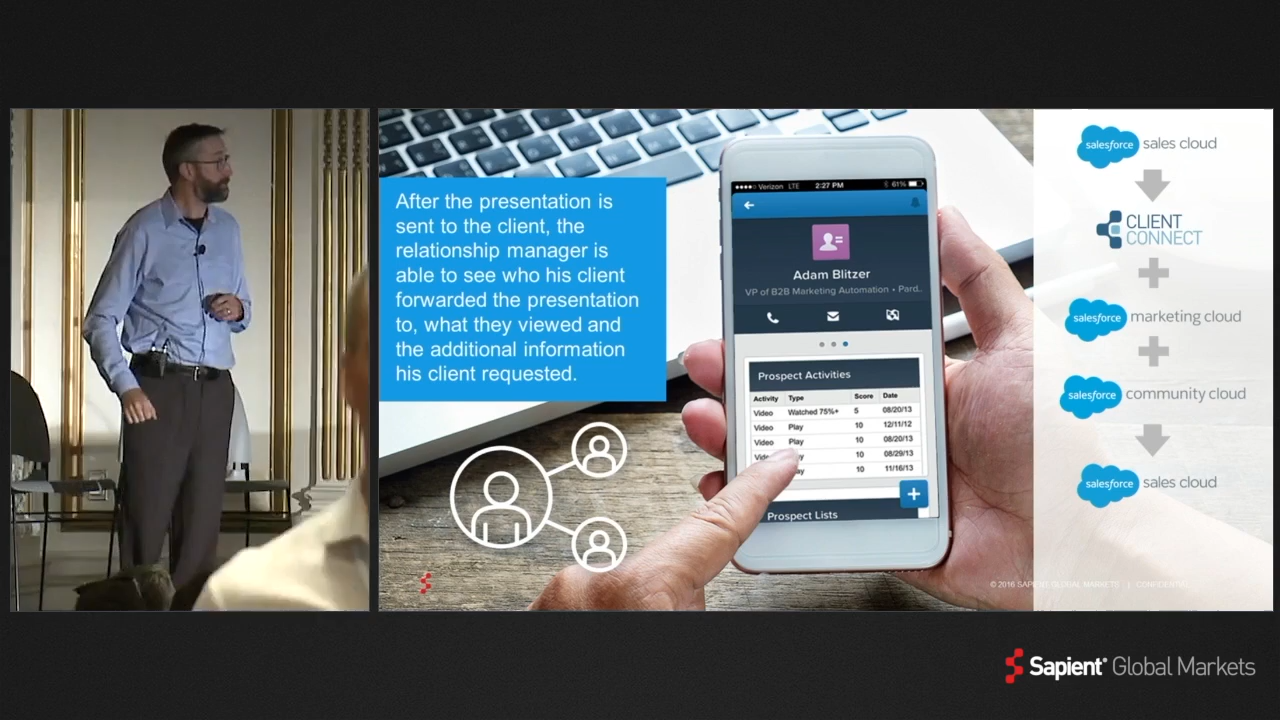 After the presentation is
sent to the client, the
relationship manager is
able to see who his client
forwarded the presentation
to, what they viewed and
the additional information
his client requested.
Verizon LTE 2:27 PM 61%
Adam Blitzer
VP of B2B Marketing Automation • Pard..
Prospect Activities
Activity Type Score Date
Video Watched 75%+ 5 08/20/13
Video Play 10 12/11/12
Video Play 10 08/20/13
10 08/29/13
10 11/16/13
Prospect Lists
salesforce sales cloud
CLIENT
CONNECT
salesforce marketing cloud
salesforce community cloud
salesforce sales cloud
© 2016 SAPIENT GLOBAL MARKETS | CONFIDENTIAL
Sapient® Global Markets